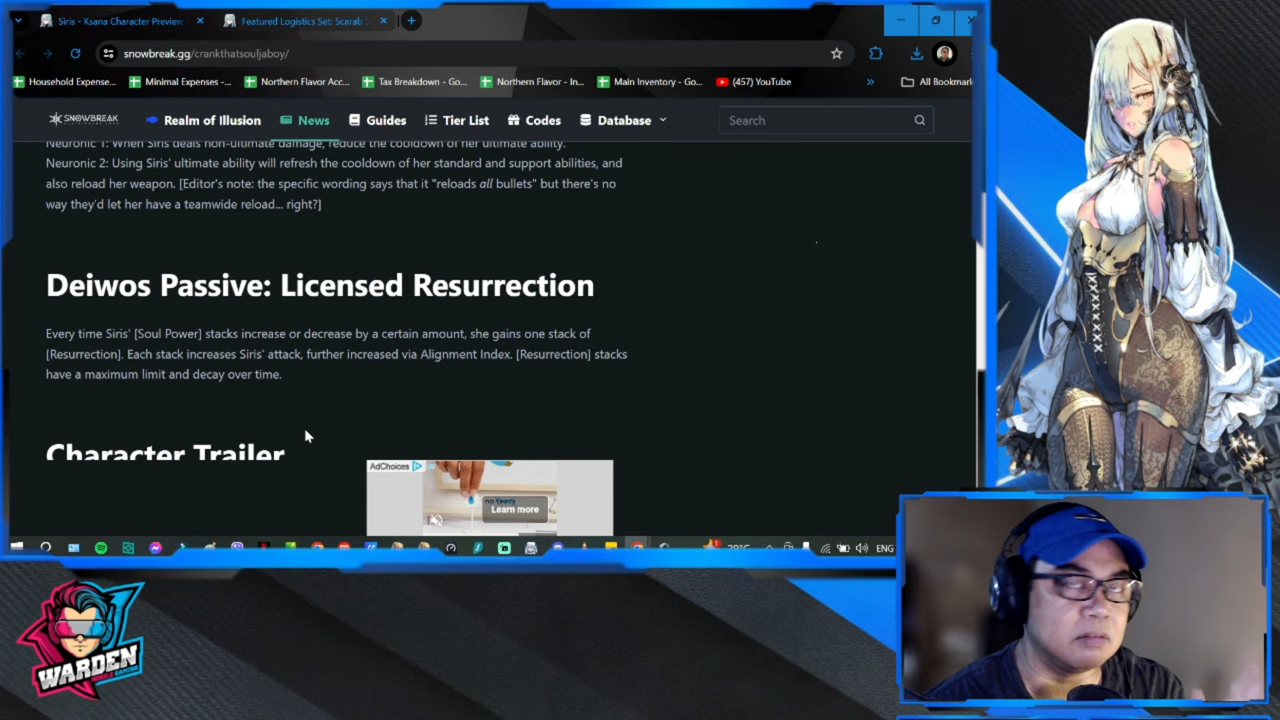 Siris - Ksana Character Preview
Featured Logistics Set: Scarab
snowbreak.gg/crankthatsouljaboy/
Household Expense... Minimal Expenses -... Northern Flavor Acc... Tax Breakdown - Go... Northern Flavor - In... Main Inventory - Go... (457) YouTube » All Bookmark
SNOWBREAK Realm of Illusion News Guides Tier List Codes Database Search
Neuronic 1: When Siris deals non-ultimate damage, reduce the cooldown of her ultimate ability.
Neuronic 2: Using Siris' ultimate ability will refresh the cooldown of her standard and support abilities, and
also reload her weapon. [Editor's note: the specific wording says that it "reloads all bullets" but there's no
way they'd let her have a teamwide reload... right?]
Deiwos Passive: Licensed Resurrection
Every time Siris' [Soul Power] stacks increase or decrease by a certain amount, she gains one stack of
[Resurrection]. Each stack increases Siris' attack, further increased via Alignment Index. [Resurrection] stacks
have a maximum limit and decay over time.
Character Trailer
AdChoices
Learn more
ENG
WARDEN
MOBILE GAMING